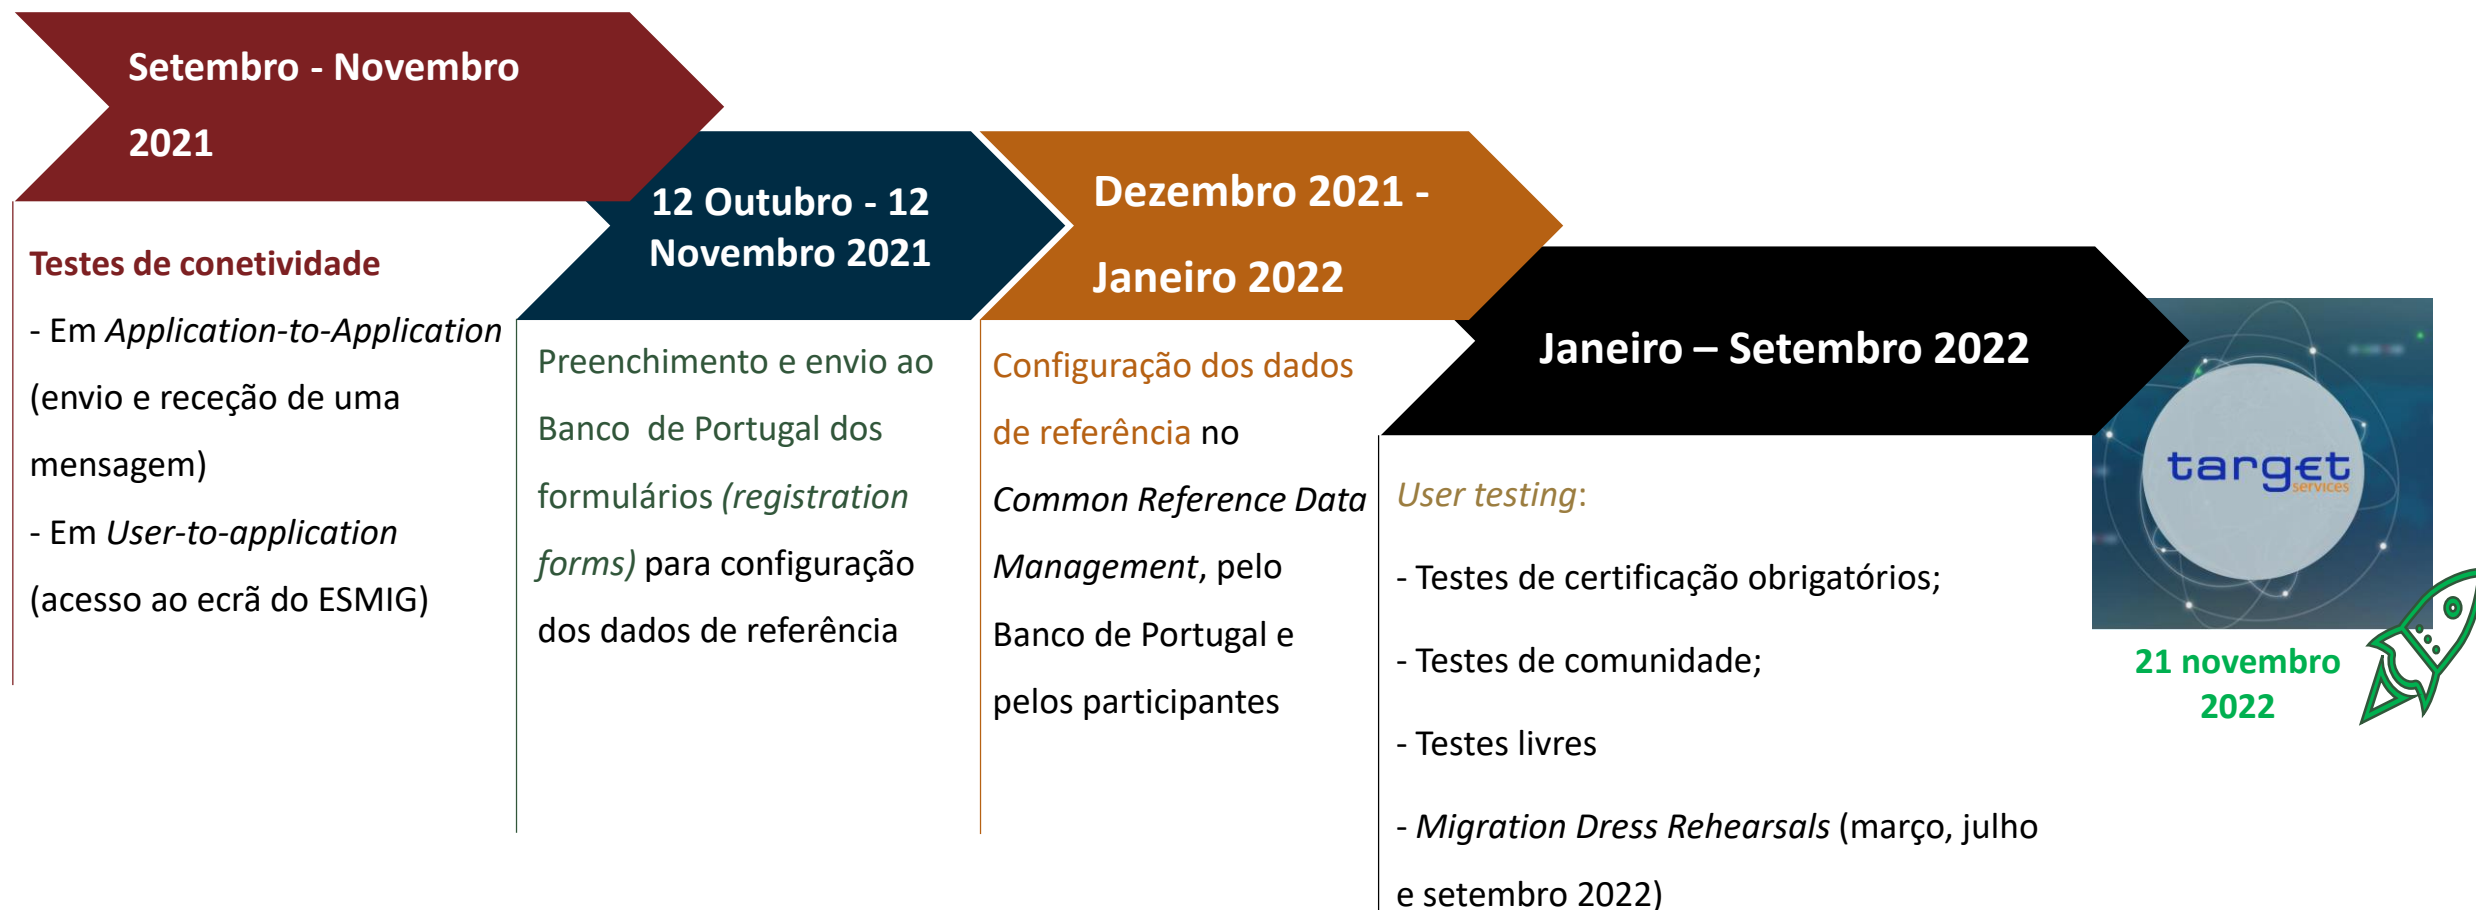 Setembro - Novembro
2021
Testes de conetividade
- Em Application-to-Application
(envio e receção de uma
mensagem)
- Em User-to-application
(acesso ao ecrã do ESMIG)
12 Outubro - 12
Novembro 2021
Preenchimento e envio ao
Banco  de Portugal dos
formulários (registration
forms) para configuração
dos dados de referência
Dezembro 2021 -
Janeiro 2022
Configuração dos dados
de referência no
Common Reference Data
Management, pelo
Banco de Portugal e
pelos participantes
Janeiro – Setembro 2022
User testing:
- Testes de certificação obrigatórios;
- Testes de comunidade;
- Testes livres
- Migration Dress Rehearsals (março, julho
e setembro 2022)
target
services
21 novembro
2022